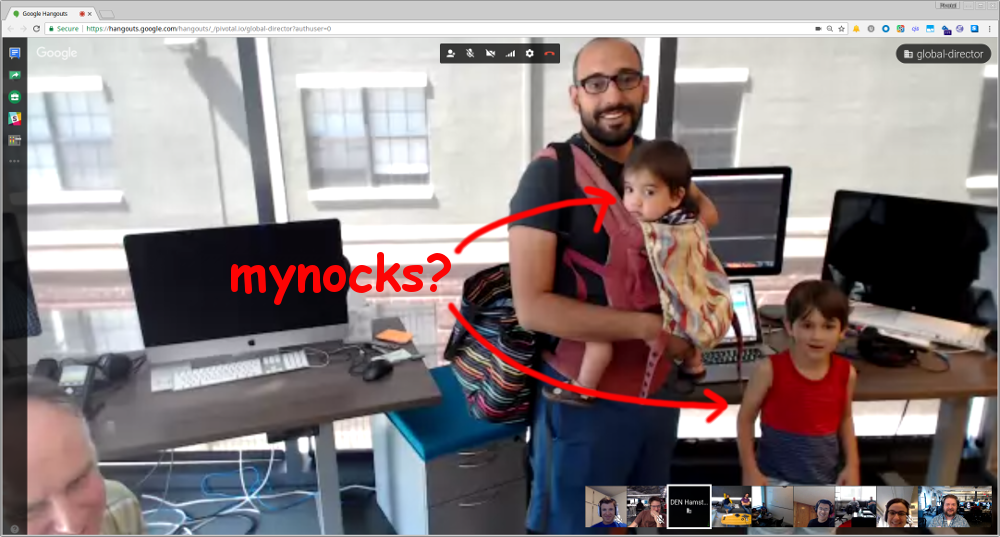 Google Hangouts
Pivotal
Secure
https://hangouts.google.com/hangouts/_/pivotal.io/global-director?authuser=0
Google
global-director
mynocks?
DEN Hamst...